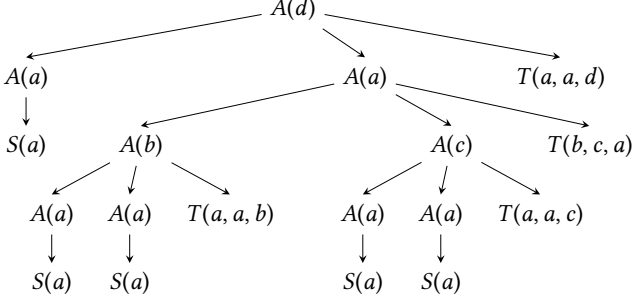 A(d)
A(a) A(a) T(a, a, d)
S(a) A(b) A(c) T(b, c, a)
A(a) A(a) T(a, a, b) A(a) A(a) T(a, a, c)
S(a) S(a) S(a) S(a)